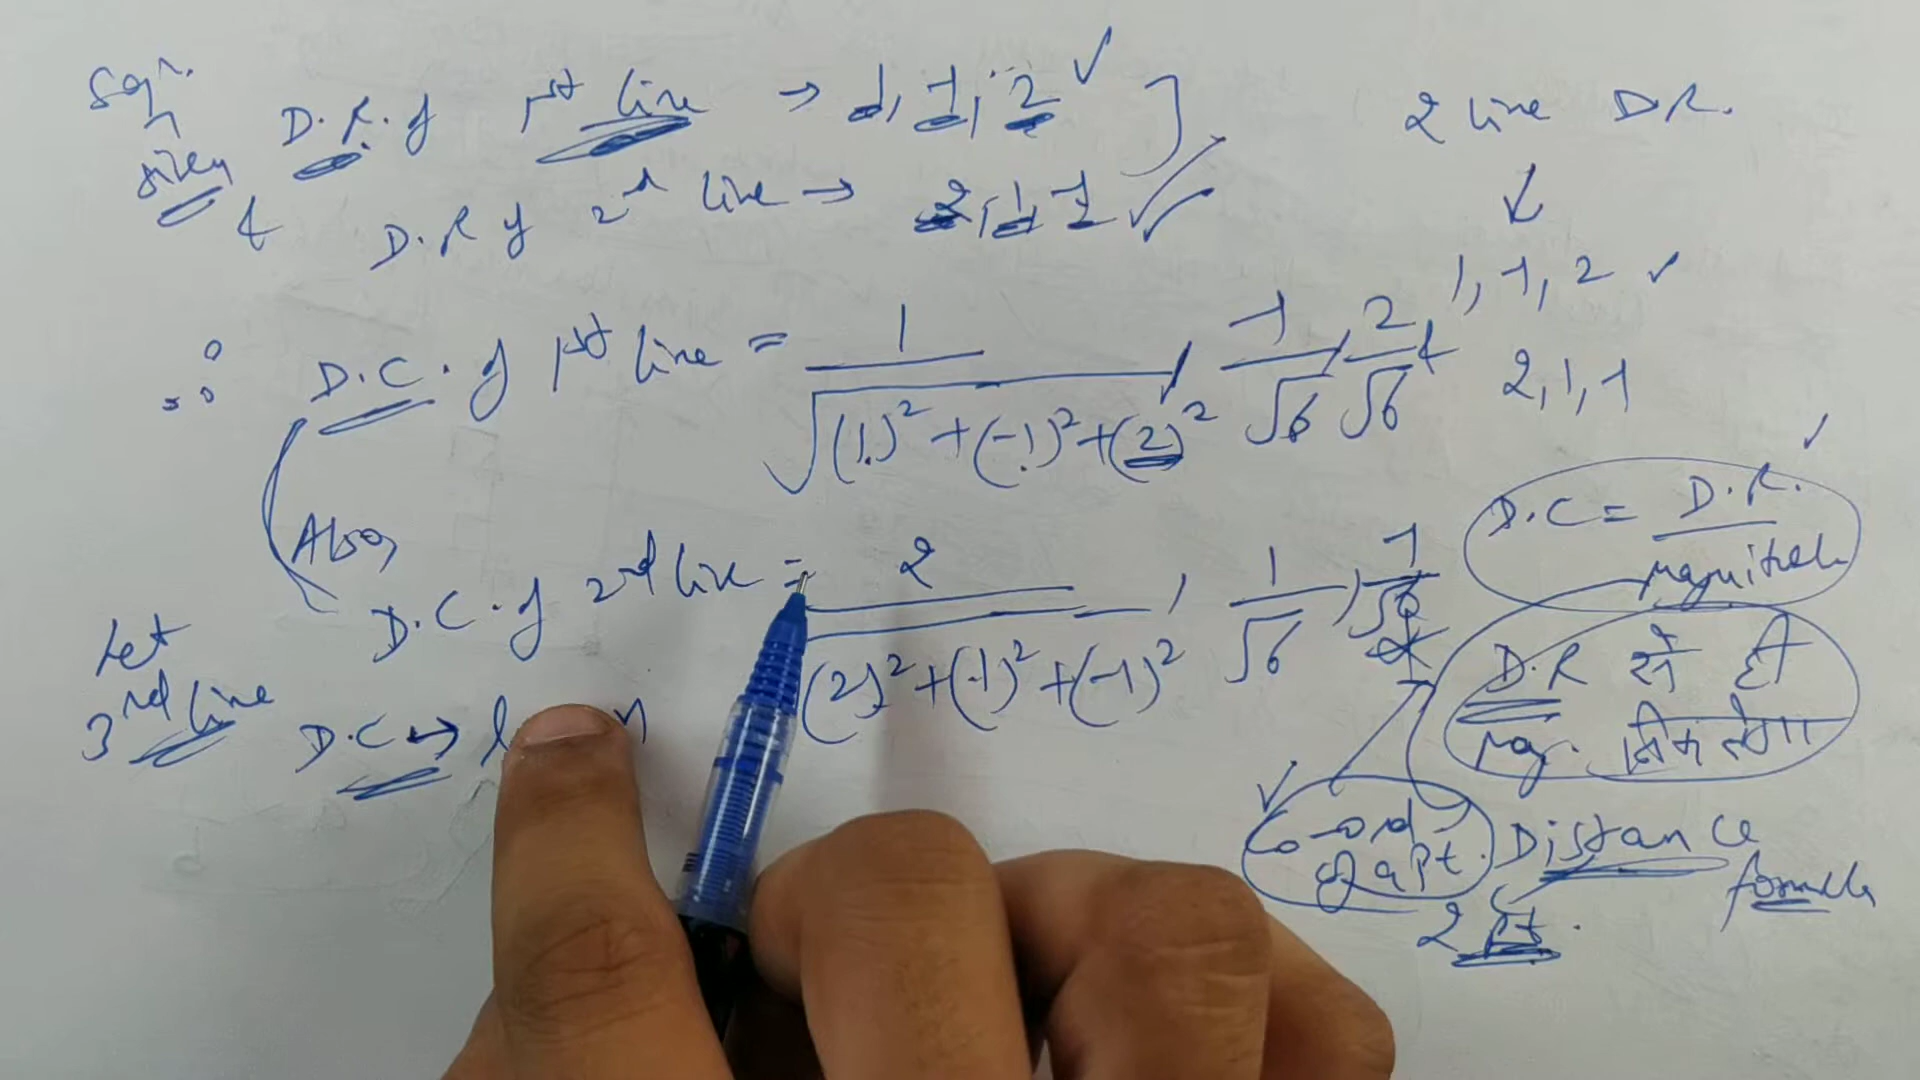 Solⁿ.
Given D.R. of 1st line → 1, -1, 2 ✓
& D.R of 2nd line → 2, 1, -1
∴ D.C. of 1st line = 1/√((1)² + (-1)² + (2)²), -1/√6, 2/√6
Also, D.C. of 2nd line = 2/√((2)² + (1)² + (-1)²), 1/√6, -1/√6
Let 3rd line D.C → l n
2 line D.R.
↓
1, -1, 2 ✓
& 2, 1, -1
D.C = D.R. / magnitude ✓
D.R से ही
mag.
Co-ord. of a pt.
Distance formula
2 pt.